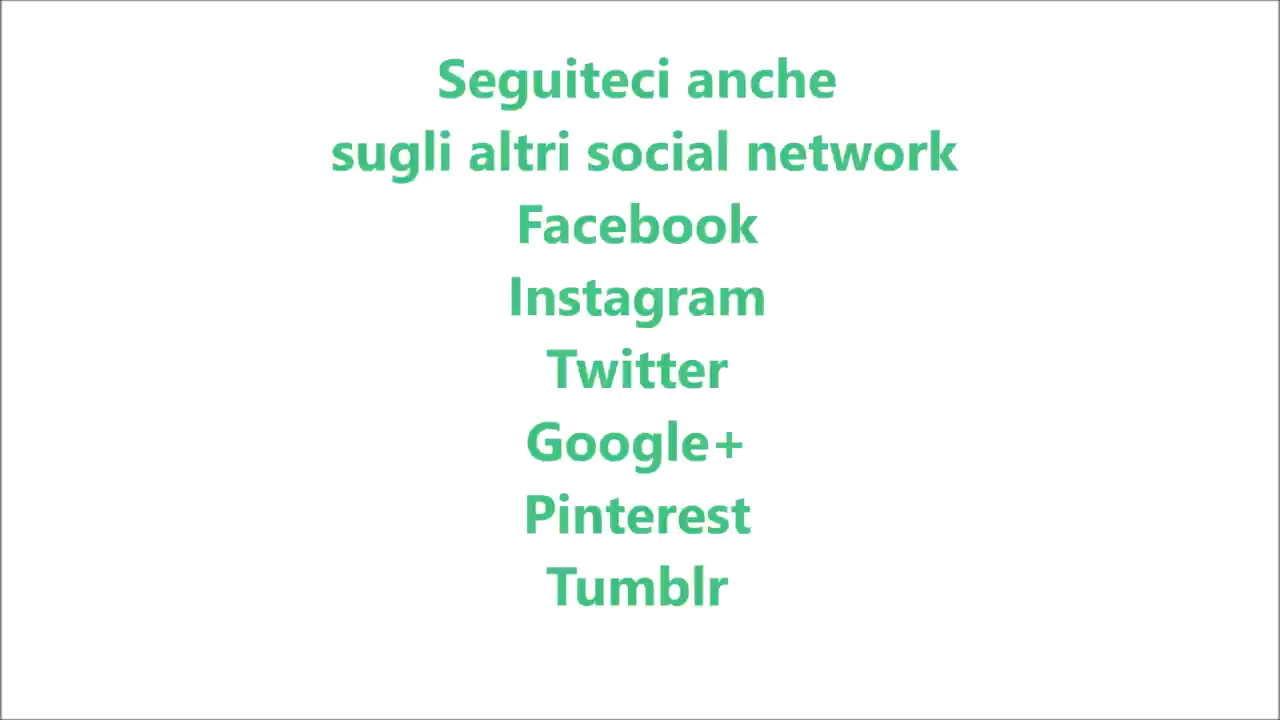 Seguiteci anche
sugli altri social network
Facebook
Instagram
Twitter
Google+
Pinterest
Tumblr